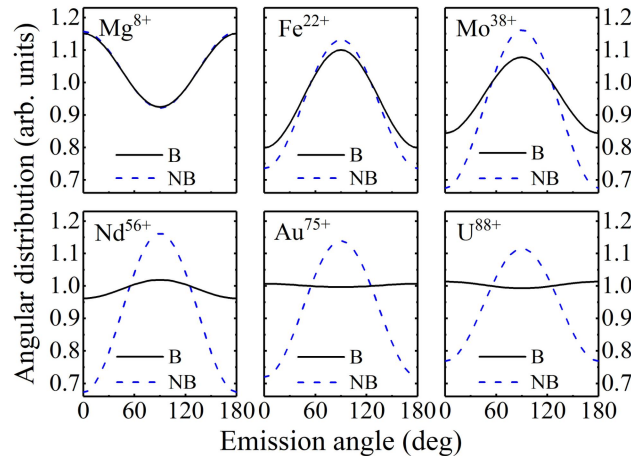 Angular distribution (arb. units)
1.2 Mg8+ Fe22+ Mo38+ 1.2
1.1 1.1
1.0 1.0
0.9 0.9
0.8 B B B 0.8
0.7 NB NB NB 0.7
1.2 Nd56+ Au75+ U88+ 1.2
1.1 1.1
1.0 1.0
0.9 0.9
0.8 B B B 0.8
0.7 NB NB NB 0.7
0 60 120 180 0 60 120 180 0 60 120 180
Emission angle (deg)